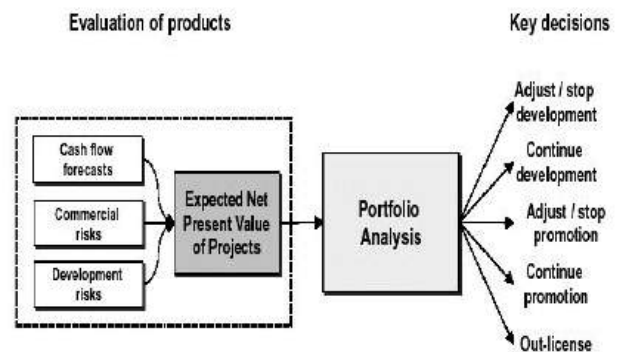 Evaluation of products
Key decisions
Cash flow
forecasts
Commercial
risks
Development
risks
Expected Net
Present Value
of Projects
Portfolio
Analysis
Adjust / stop
development
Continue
development
Adjust / stop
promotion
Continue
promotion
Out-license